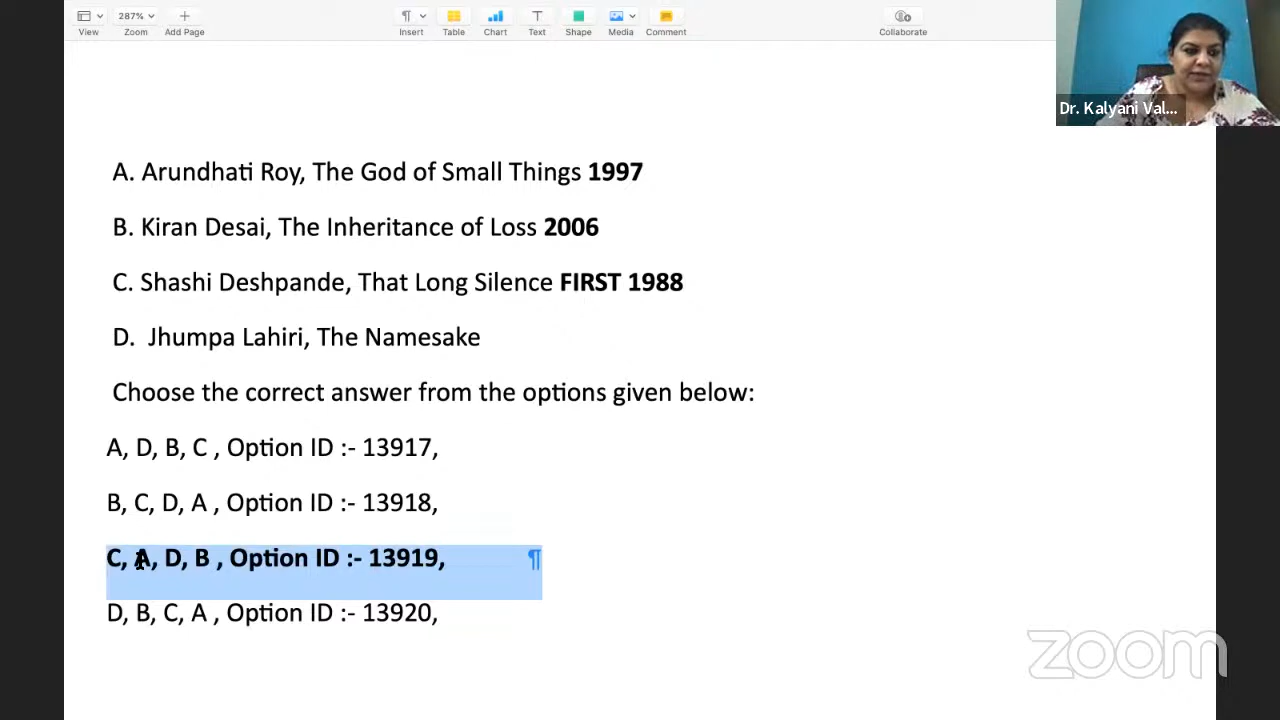 View
287%
Zoom
Add Page
Insert
Table
Chart
Text
Shape
Media
Comment
Collaborate
Dr. Kalyani Val...
A. Arundhati Roy, The God of Small Things 1997
B. Kiran Desai, The Inheritance of Loss 2006
C. Shashi Deshpande, That Long Silence FIRST 1988
D. Jhumpa Lahiri, The Namesake
Choose the correct answer from the options given below:
A, D, B, C , Option ID :- 13917,
B, C, D, A , Option ID :- 13918,
C, A, D, B , Option ID :- 13919, ¶
D, B, C, A , Option ID :- 13920,
zoom